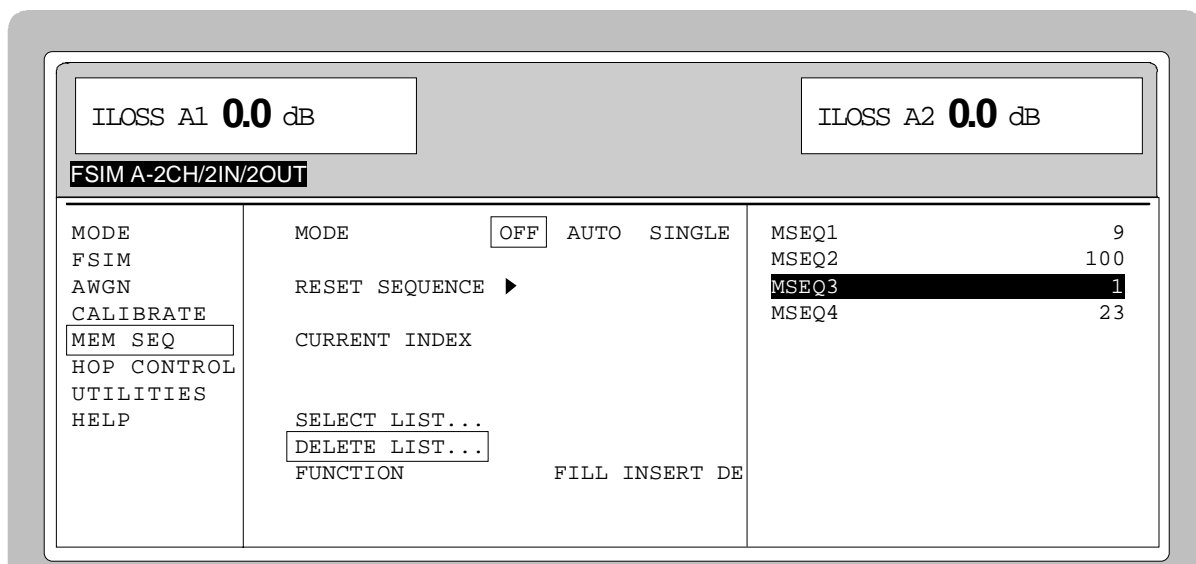 ILOSS A1 0.0 dB
ILOSS A2 0.0 dB
FSIM A-2CH/2IN/2OUT
MODE
FSIM
AWGN
CALIBRATE
MEM SEQ
HOP CONTROL
UTILITIES
HELP
MODE OFF AUTO SINGLE
RESET SEQUENCE
CURRENT INDEX
SELECT LIST...
DELETE LIST...
FUNCTION FILL INSERT DE
MSEQ1 9
MSEQ2 100
MSEQ3 1
MSEQ4 23